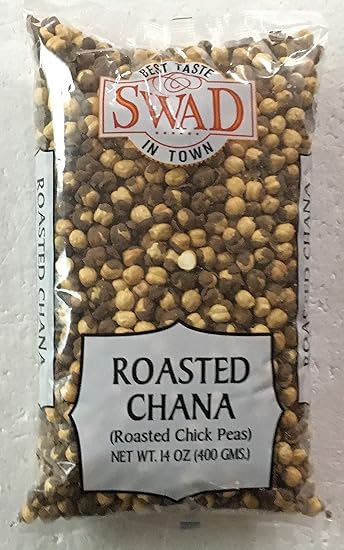 BEST TASTE
SWAD
IN TOWN
ROASTED CHANA
ROASTED CHANA
ROASTED
CHANA
(Roasted Chick Peas)
NET WT. 14 OZ (400 GMS.)